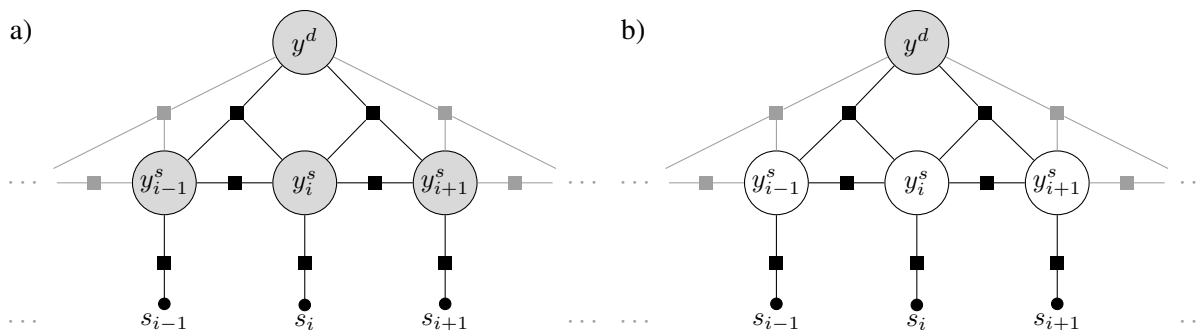 a) $y^d$ b) $y^d$
··· $y^s_{i-1}$ $y^s_i$ $y^s_{i+1}$ ··· ··· $y^s_{i-1}$ $y^s_i$ $y^s_{i+1}$ ··
··· $s_{i-1}$ $s_i$ $s_{i+1}$ ··· ··· $s_{i-1}$ $s_i$ $s_{i+1}$ ··